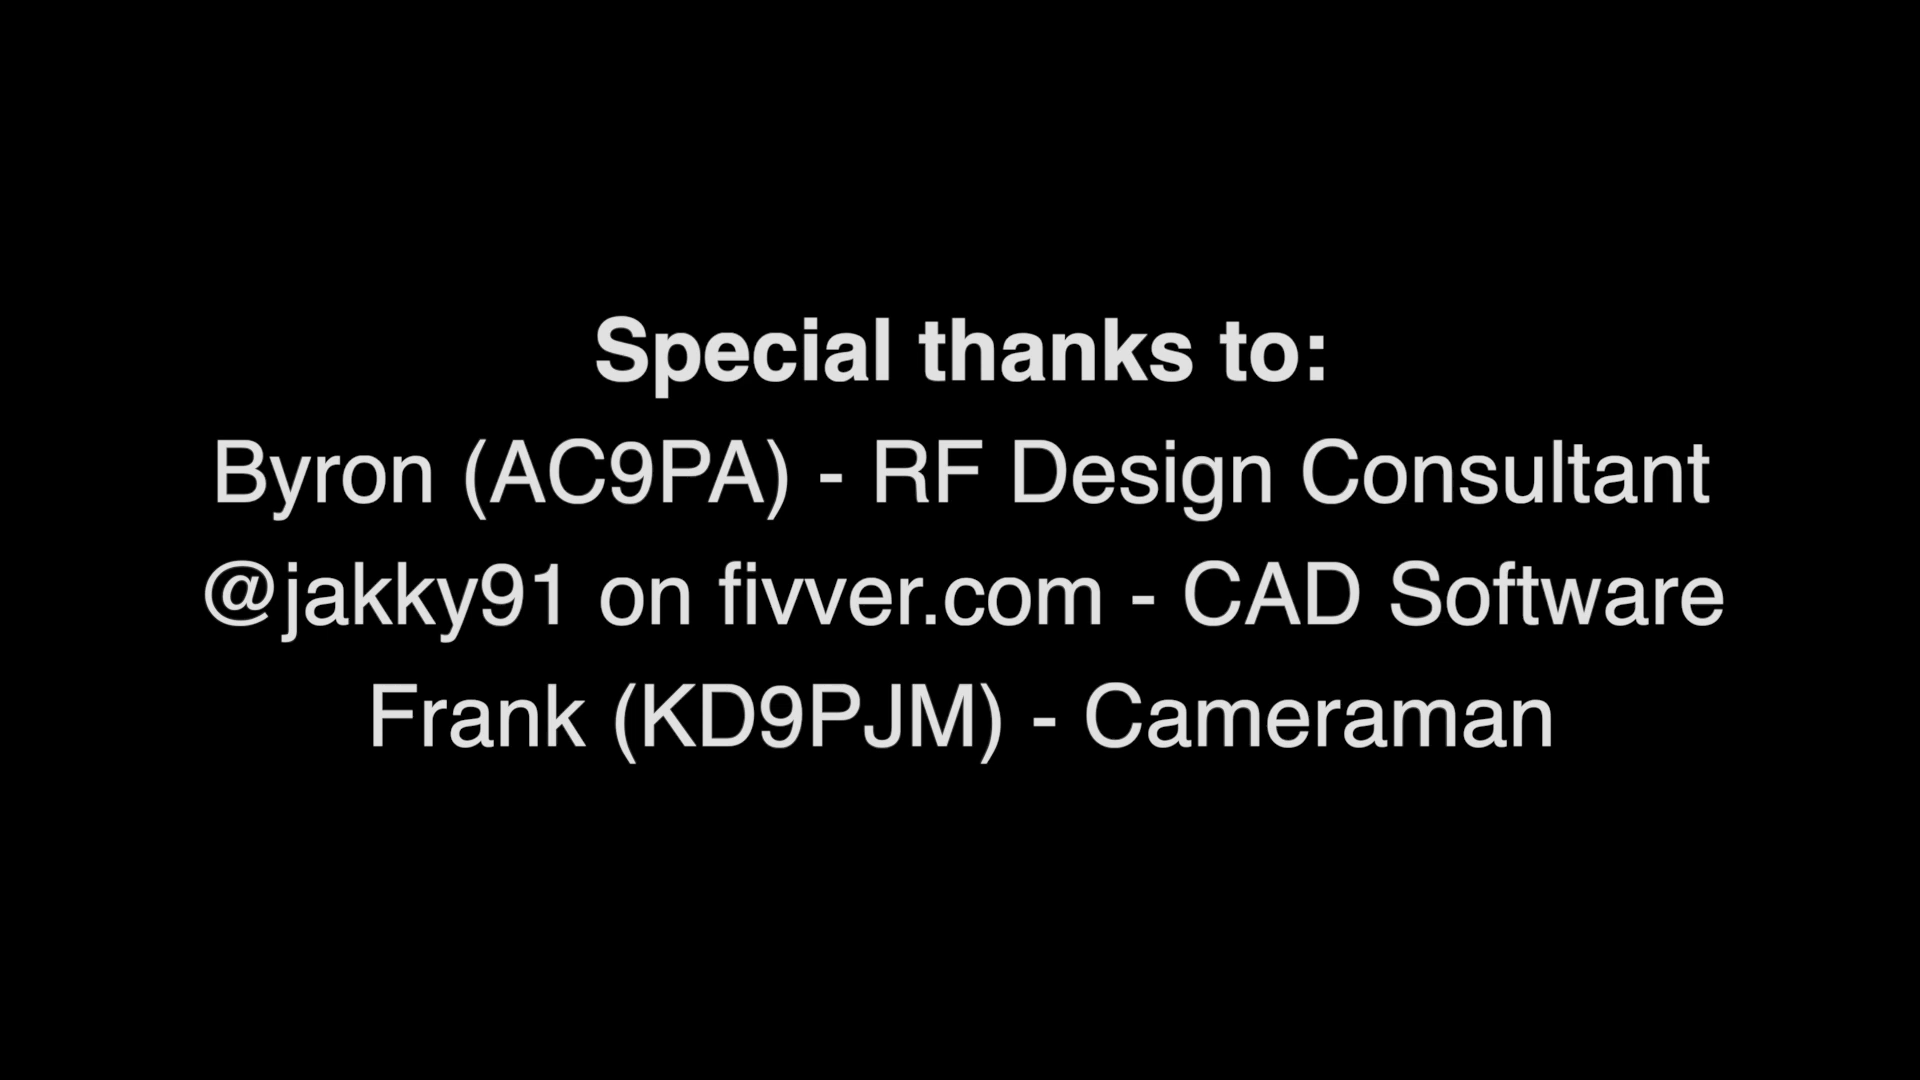 Special thanks to:
Byron (AC9PA) - RF Design Consultant
@jakky91 on fivver.com - CAD Software
Frank (KD9PJM) - Cameraman